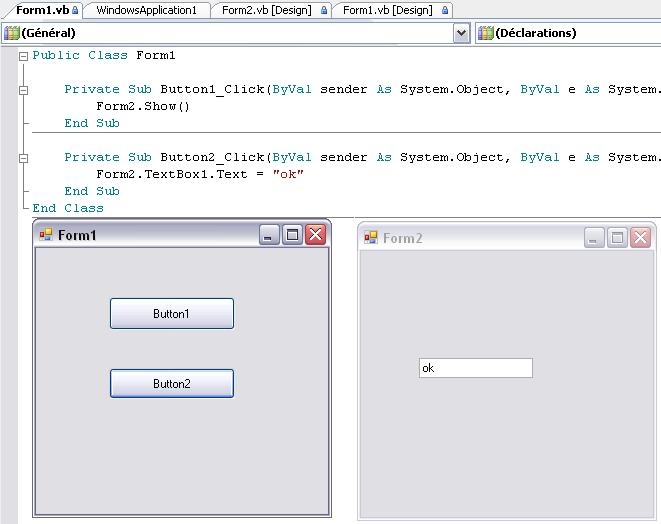 Form1.vb WindowsApplication1 Form2.vb [Design] Form1.vb [Design]
(Général) (Déclarations)
Public Class Form1
Private Sub Button1_Click(ByVal sender As System.Object, ByVal e As System.
Form2.Show()
End Sub
Private Sub Button2_Click(ByVal sender As System.Object, ByVal e As System.
Form2.TextBox1.Text = "ok"
End Sub
End Class
Form1 Form2
Button1
ok
Button2